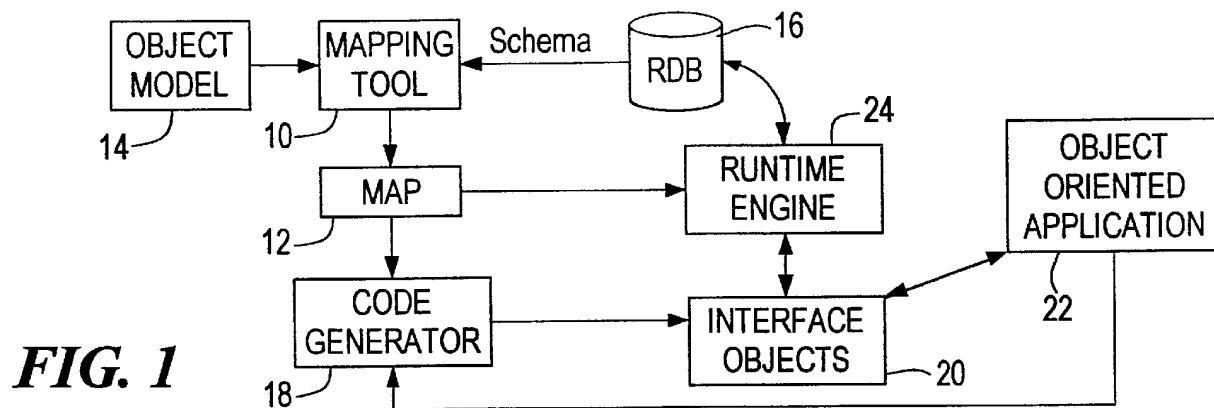 OBJECT
MODEL
14
MAPPING
TOOL
10
Schema
RDB
16
MAP
12
RUNTIME
ENGINE
24
OBJECT
ORIENTED
APPLICATION
22
CODE
GENERATOR
18
INTERFACE
OBJECTS
20
FIG. 1